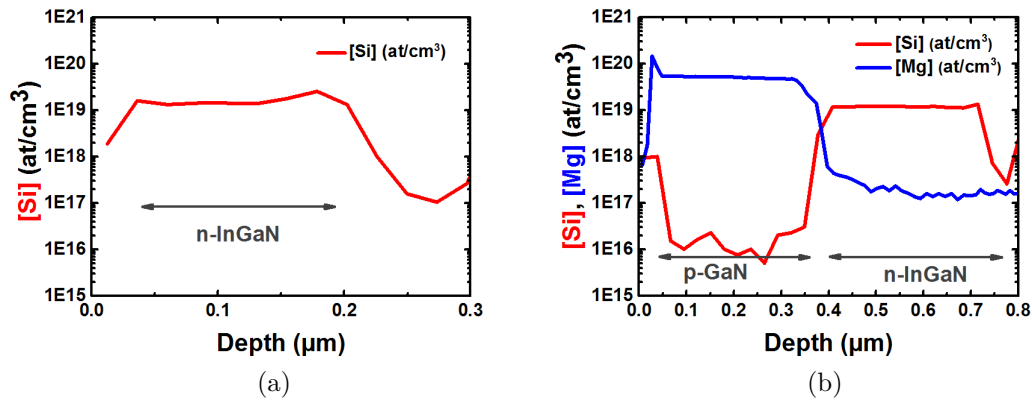 1E21
1E20
1E19
1E18
1E17
1E16
1E15
[Si] (at/cm³)
[Si] (at/cm³)
n-InGaN
0.0 0.1 0.2 0.3
Depth (µm)
(a)
1E21
1E20
1E19
1E18
1E17
1E16
1E15
[Si], [Mg] (at/cm³)
[Si] (at/cm³)
[Mg] (at/cm³)
p-GaN n-InGaN
0.0 0.1 0.2 0.3 0.4 0.5 0.6 0.7 0.8
Depth (µm)
(b)